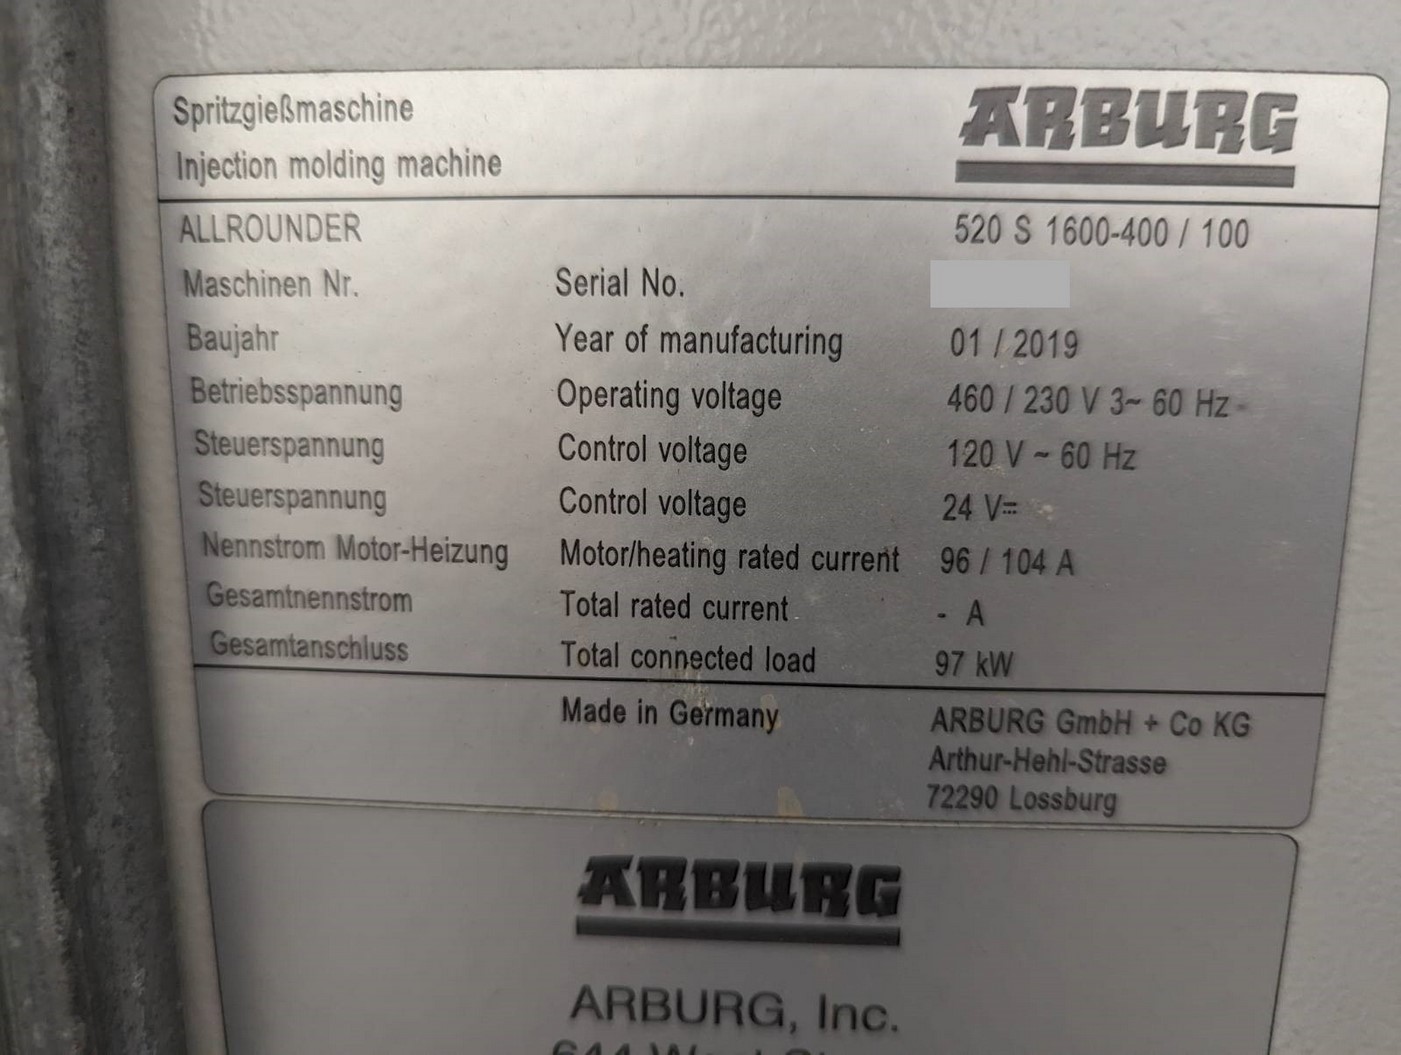 Spritzgießmaschine
ARBURG
Injection molding machine
ALLROUNDER 520 S 1600-400 / 100
Maschinen Nr. Serial No.
Baujahr Year of manufacturing 01 / 2019
Betriebsspannung Operating voltage 460 / 230 V 3~ 60 Hz
Steuerspannung Control voltage 120 V ~ 60 Hz
Steuerspannung Control voltage 24 V⎓
Nennstrom Motor-Heizung Motor/heating rated current 96 / 104 A
Gesamtnennstrom Total rated current - A
Gesamtanschluss Total connected load 97 kW
Made in Germany ARBURG GmbH + Co KG
Arthur-Hehl-Strasse
72290 Lossburg
ARBURG
ARBURG, Inc.